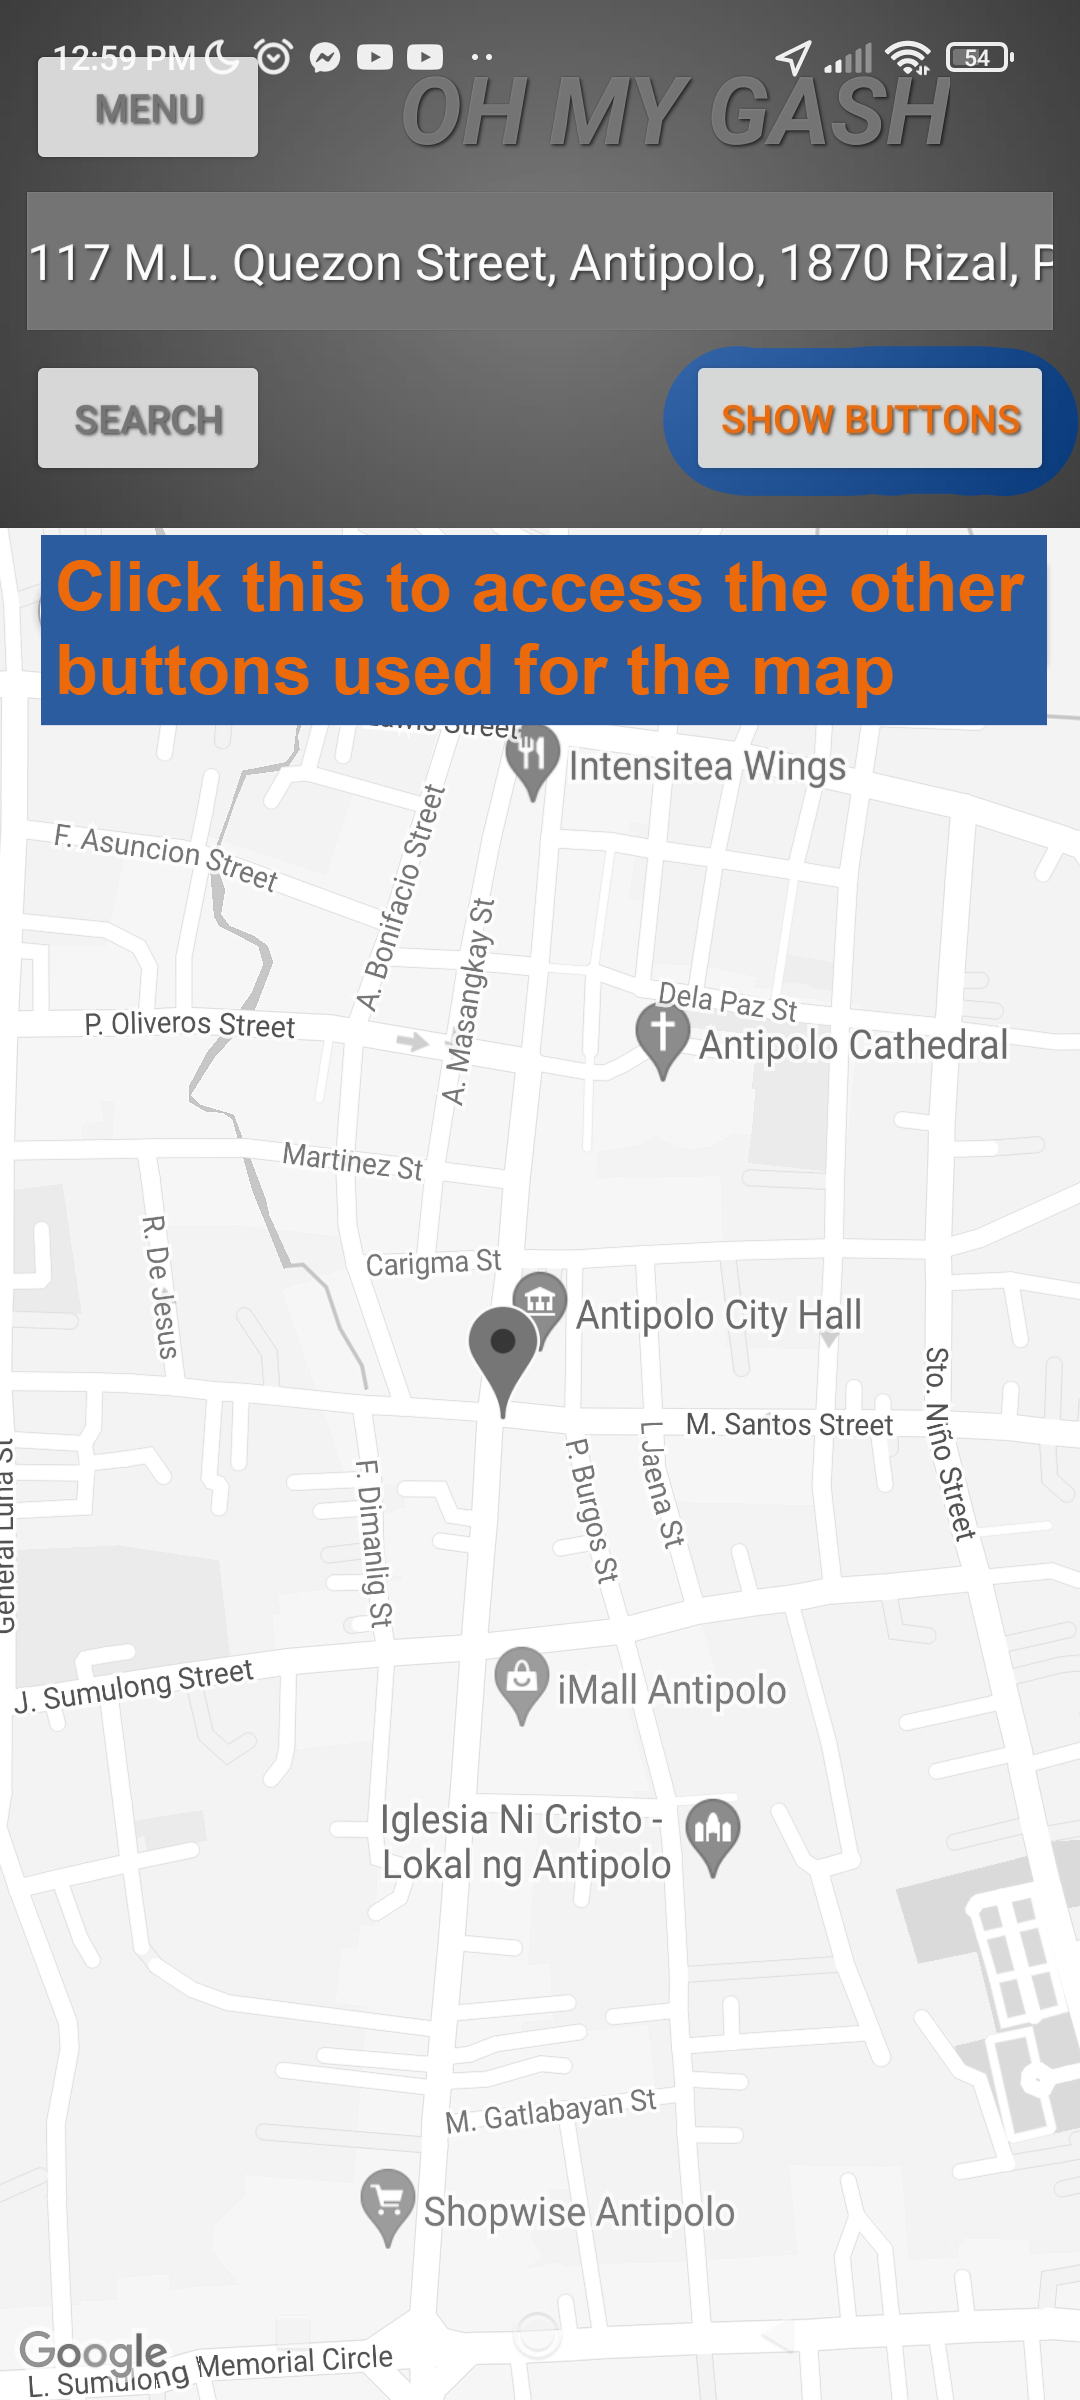 12:59 PM
54
MENU
OH MY GASH
117 M.L. Quezon Street, Antipolo, 1870 Rizal,
SEARCH
SHOW BUTTONS
Click this to access the other
buttons used for the map
Street
Intensitea Wings
F. Asuncion Street
A. Bonifacio Street
A. Masangkay St
Dela Paz St
P. Oliveros Street
Antipolo Cathedral
Martinez St
R. De Jesus
Carigma St
Antipolo City Hall
Sto. Niño Street
M. Santos Street
General Luna St
F. Dimanlig St
P. Burgos St
L Jaena St
J. Sumulong Street
iMall Antipolo
Iglesia Ni Cristo -
Lokal ng Antipolo
M. Gatlabayan St
Shopwise Antipolo
Google
L. Sumulong Memorial Circle